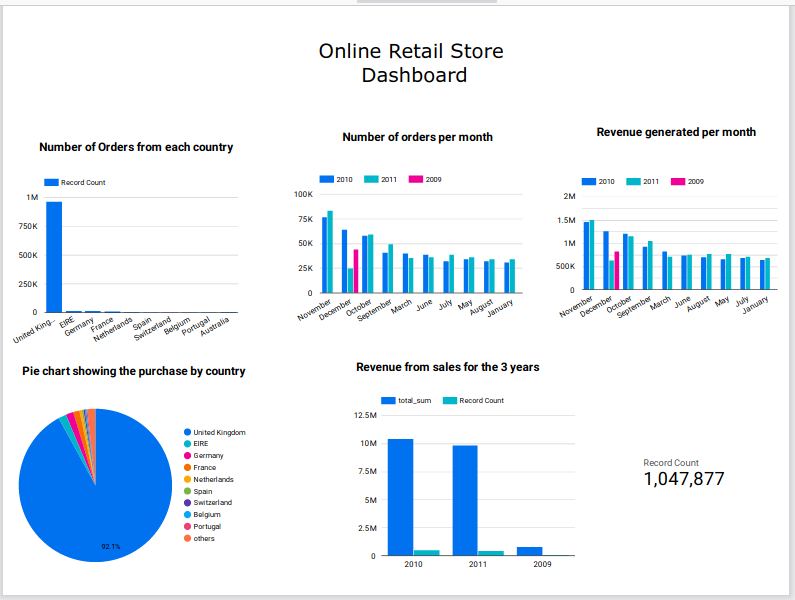 Online Retail Store
Dashboard
Number of Orders from each country
Record Count
1M
750K
500K
250K
0
United King...
EIRE
Germany
France
Netherlands
Spain
Switzerland
Belgium
Portugal
Australia
Number of orders per month
2010 2011 2009
100K
75K
50K
25K
0
November
December
October
September
March
June
July
May
August
January
Revenue generated per month
2010 2011 2009
2M
1.5M
1M
500K
0
November
December
October
September
March
June
August
May
July
January
Pie chart showing the purchase by country
92.1%
United Kingdom
EIRE
Germany
France
Netherlands
Spain
Switzerland
Belgium
Portugal
others
Revenue from sales for the 3 years
total_sum Record Count
12.5M
10M
7.5M
5M
2.5M
0
2010 2011 2009
Record Count
1,047,877